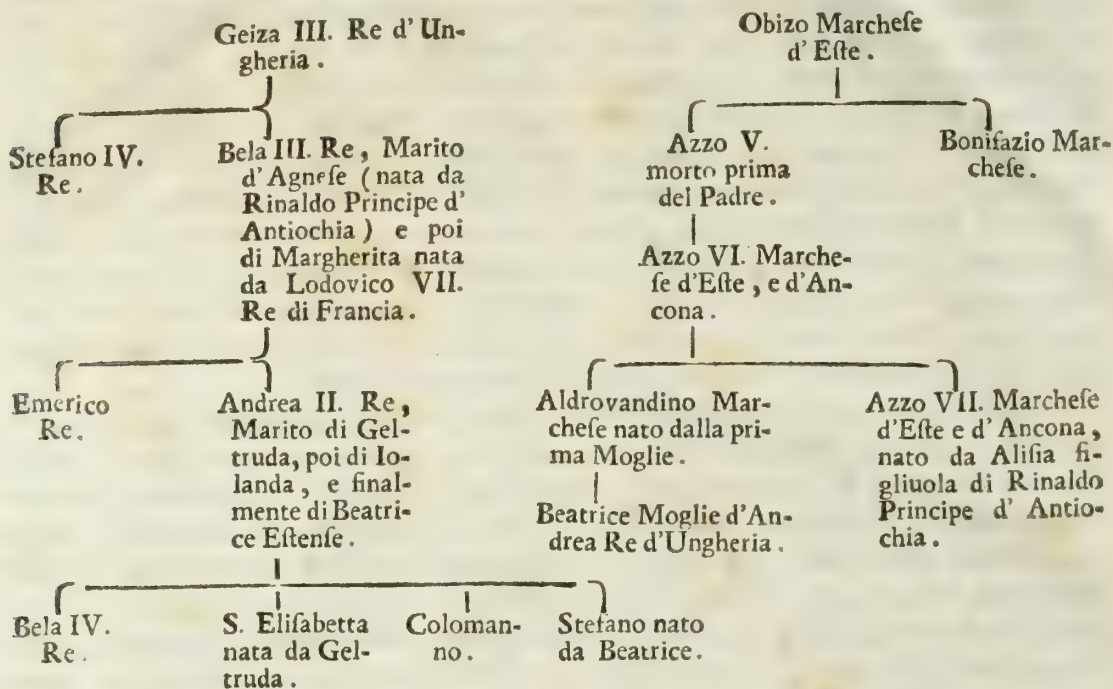 Geiza III. Re d'Un-
gheria.
Obizo Marcheſe
d'Eſte.
Stefano IV.
Re.
Bela III. Re, Marito
d'Agneſe (nata da
Rinaldo Principe d'
Antiochia) e poi
di Margherita nata
da Lodovico VII.
Re di Francia.
Azzo V.
morto prima
del Padre.
Bonifazio Mar-
cheſe.
Azzo VI. Marche-
ſe d'Eſte, e d'An-
cona.
Emerico
Re.
Andrea II. Re,
Marito di Gel-
truda, poi di Io-
landa, e final-
mente di Beatri-
ce Eſtenſe.
Aldrovandino Mar-
cheſe nato dalla pri-
ma Moglie.
Beatrice Moglie d'An-
drea Re d'Ungheria.
Azzo VII. Marcheſe
d'Eſte e d'Ancona,
nato da Aliſia fi-
gliuola di Rinaldo
Principe d'Antio-
chia.
Bela IV.
Re.
S. Eliſabetta
nata da Gel-
truda.
Coloman-
no.
Stefano nato
da Beatrice.